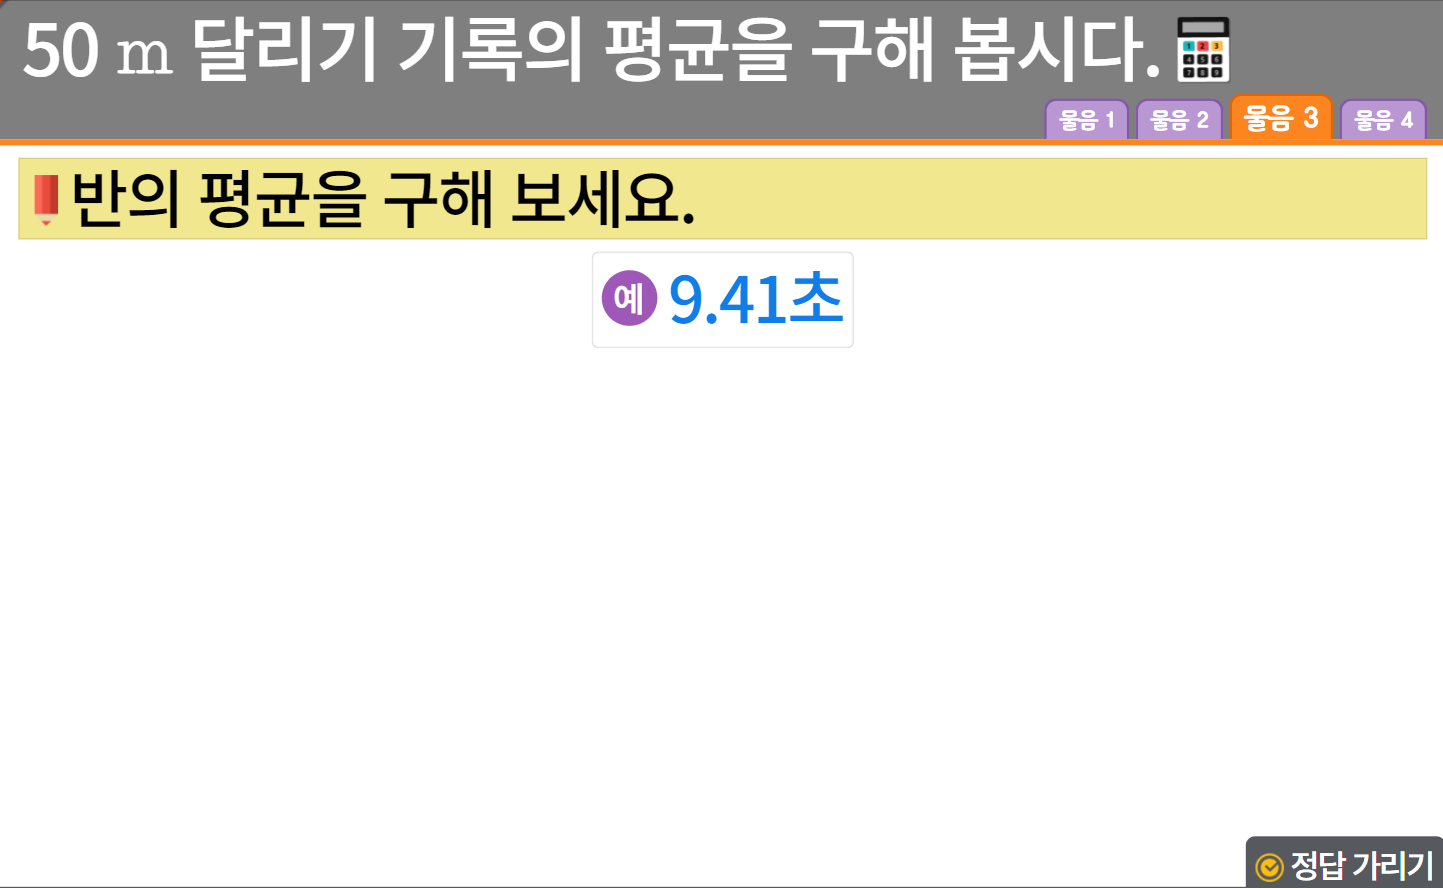 50 m 달리기 기록의 평균을 구해 봅시다.
물음 1 물음 2 물음 3 물음 4
반의 평균을 구해 보세요.
예 9.41초
정답 가리기